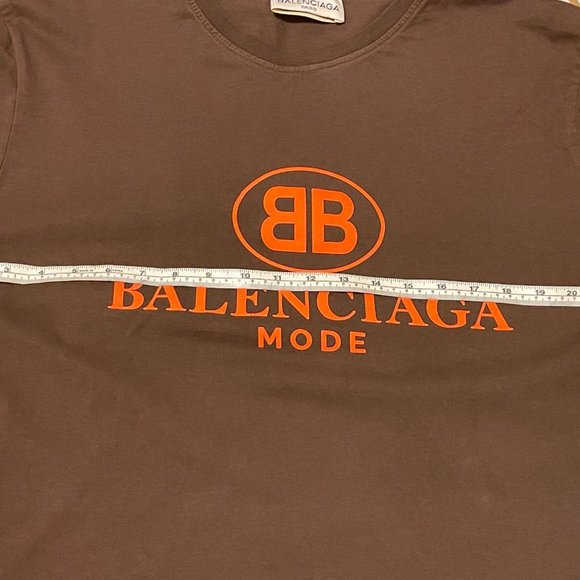 BALENCIAGA
PARIS
BB
3 4 5 6 7 8 9 10 11 12 13 14 15 16 17 18 19 20
BALENCIAGA
MODE